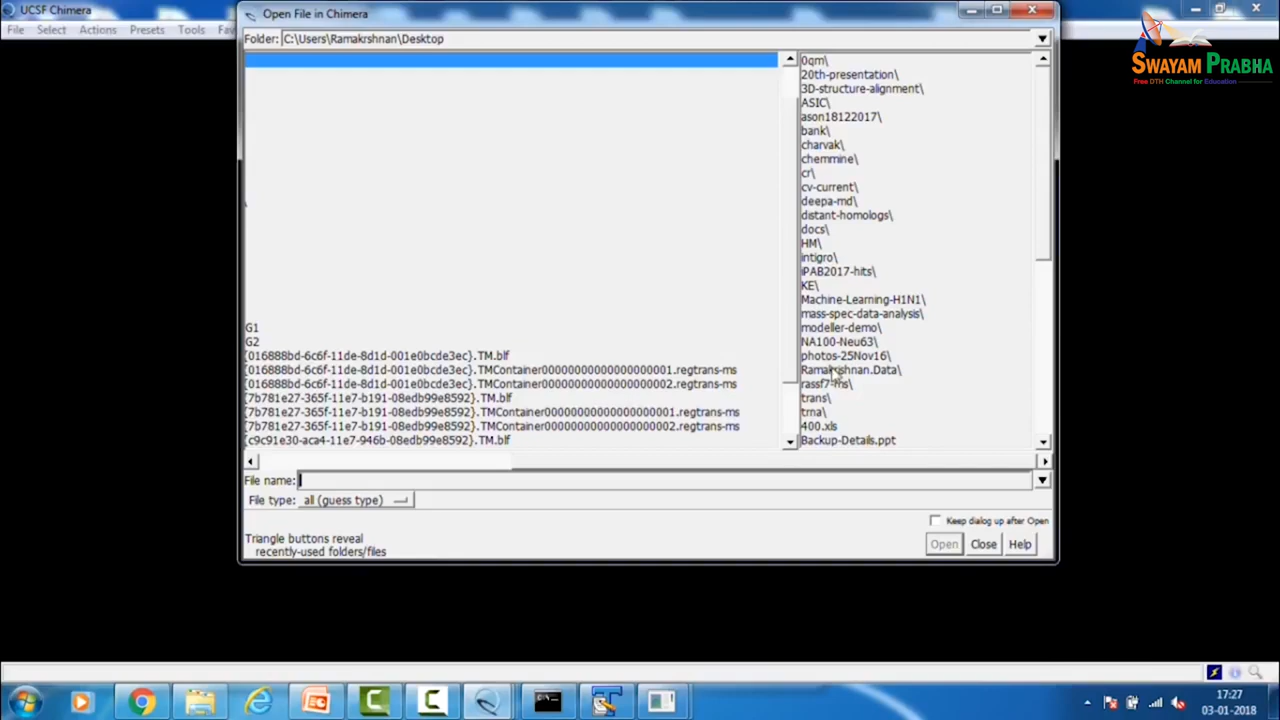 UCSF Chimera
File Select Actions Presets Tools Fav
Open File in Chimera
Folder: C:\Users\Ramakrshnan\Desktop
SWAYAM PRABHA
Free DTH Channel for Education
\
G1
G2
{016888bd-6c6f-11de-8d1d-001e0bcde3ec}.TM.blf
{016888bd-6c6f-11de-8d1d-001e0bcde3ec}.TMContainer00000000000000000001.regtrans-ms
{016888bd-6c6f-11de-8d1d-001e0bcde3ec}.TMContainer00000000000000000002.regtrans-ms
{7b781e27-365f-11e7-b191-08edb99e8592}.TM.blf
{7b781e27-365f-11e7-b191-08edb99e8592}.TMContainer00000000000000000001.regtrans-ms
{7b781e27-365f-11e7-b191-08edb99e8592}.TMContainer00000000000000000002.regtrans-ms
{c9c91e30-aca4-11e7-946b-08edb99e8592}.TM.blf
0qm\
20th-presentation\
3D-structure-alignment\
ASIC\
ason18122017\
bank\
charvak\
chemmine\
cr\
cv-current\
deepa-md\
distant-homologs\
docs\
HM\
intigro\
iPAB2017-hits\
KE\
Machine-Learning-H1N1\
mass-spec-data-analysis\
modeller-demo\
NA100-Neu63\
photos-25Nov16\
Ramakrishnan.Data\
rassf7-ms\
trans\
trna\
400.xls
Backup-Details.ppt
File name:
File type: all (guess type)
Keep dialog up after Open
Triangle buttons reveal
recently-used folders/files
Open Close Help
17:27
03-01-2018